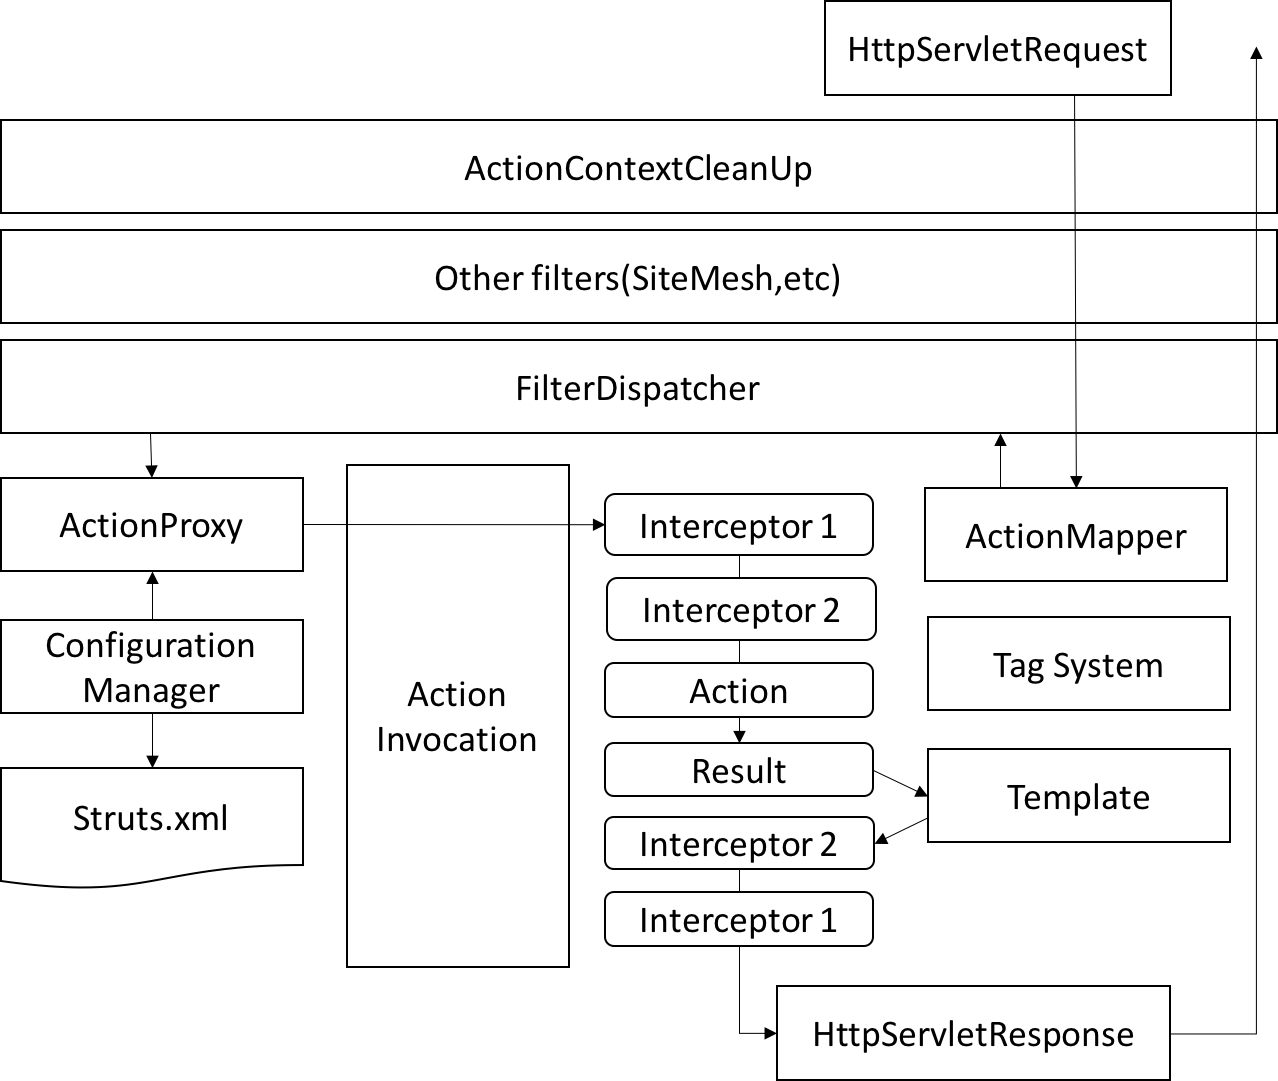 HttpServletRequest
ActionContextCleanUp
Other filters(SiteMesh,etc)
FilterDispatcher
ActionProxy
Configuration
Manager
Struts.xml
Action
Invocation
Interceptor 1
Interceptor 2
Action
Result
Interceptor 2
Interceptor 1
ActionMapper
Tag System
Template
HttpServletResponse